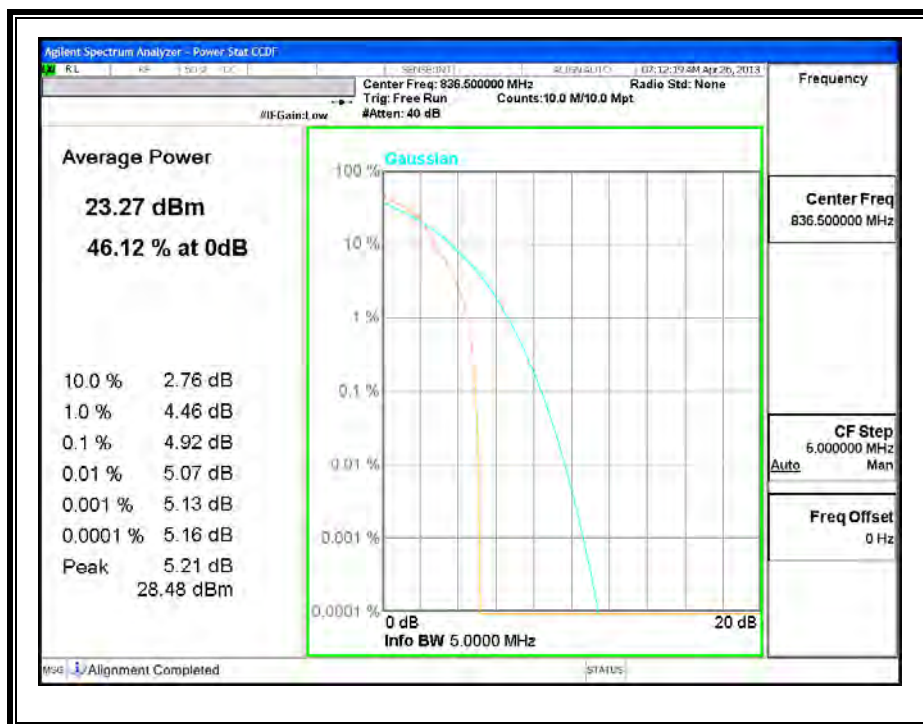 Agilent Spectrum Analyzer - Power Stat CCDF
RL
SENSE:INT
ALIGN AUTO
07:12:19 AM Apr 26, 2013
Center Freq: 836.500000 MHz
Radio Std: None
Trig: Free Run
Counts:10.0 M/10.0 Mpt
#IFGain:Low
#Atten: 40 dB
Average Power
23.27 dBm
46.12 % at 0dB
10.0 % 2.76 dB
1.0 % 4.46 dB
0.1 % 4.92 dB
0.01 % 5.07 dB
0.001 % 5.13 dB
0.0001 % 5.16 dB
Peak 5.21 dB
28.48 dBm
Gaussian
100 %
10 %
1 %
0.1 %
0.01 %
0.001 %
0.0001 %
0 dB
20 dB
Info BW 5.0000 MHz
Frequency
Center Freq
836.500000 MHz
CF Step
5.000000 MHz
Auto Man
Freq Offset
0 Hz
MSG
Alignment Completed
STATUS